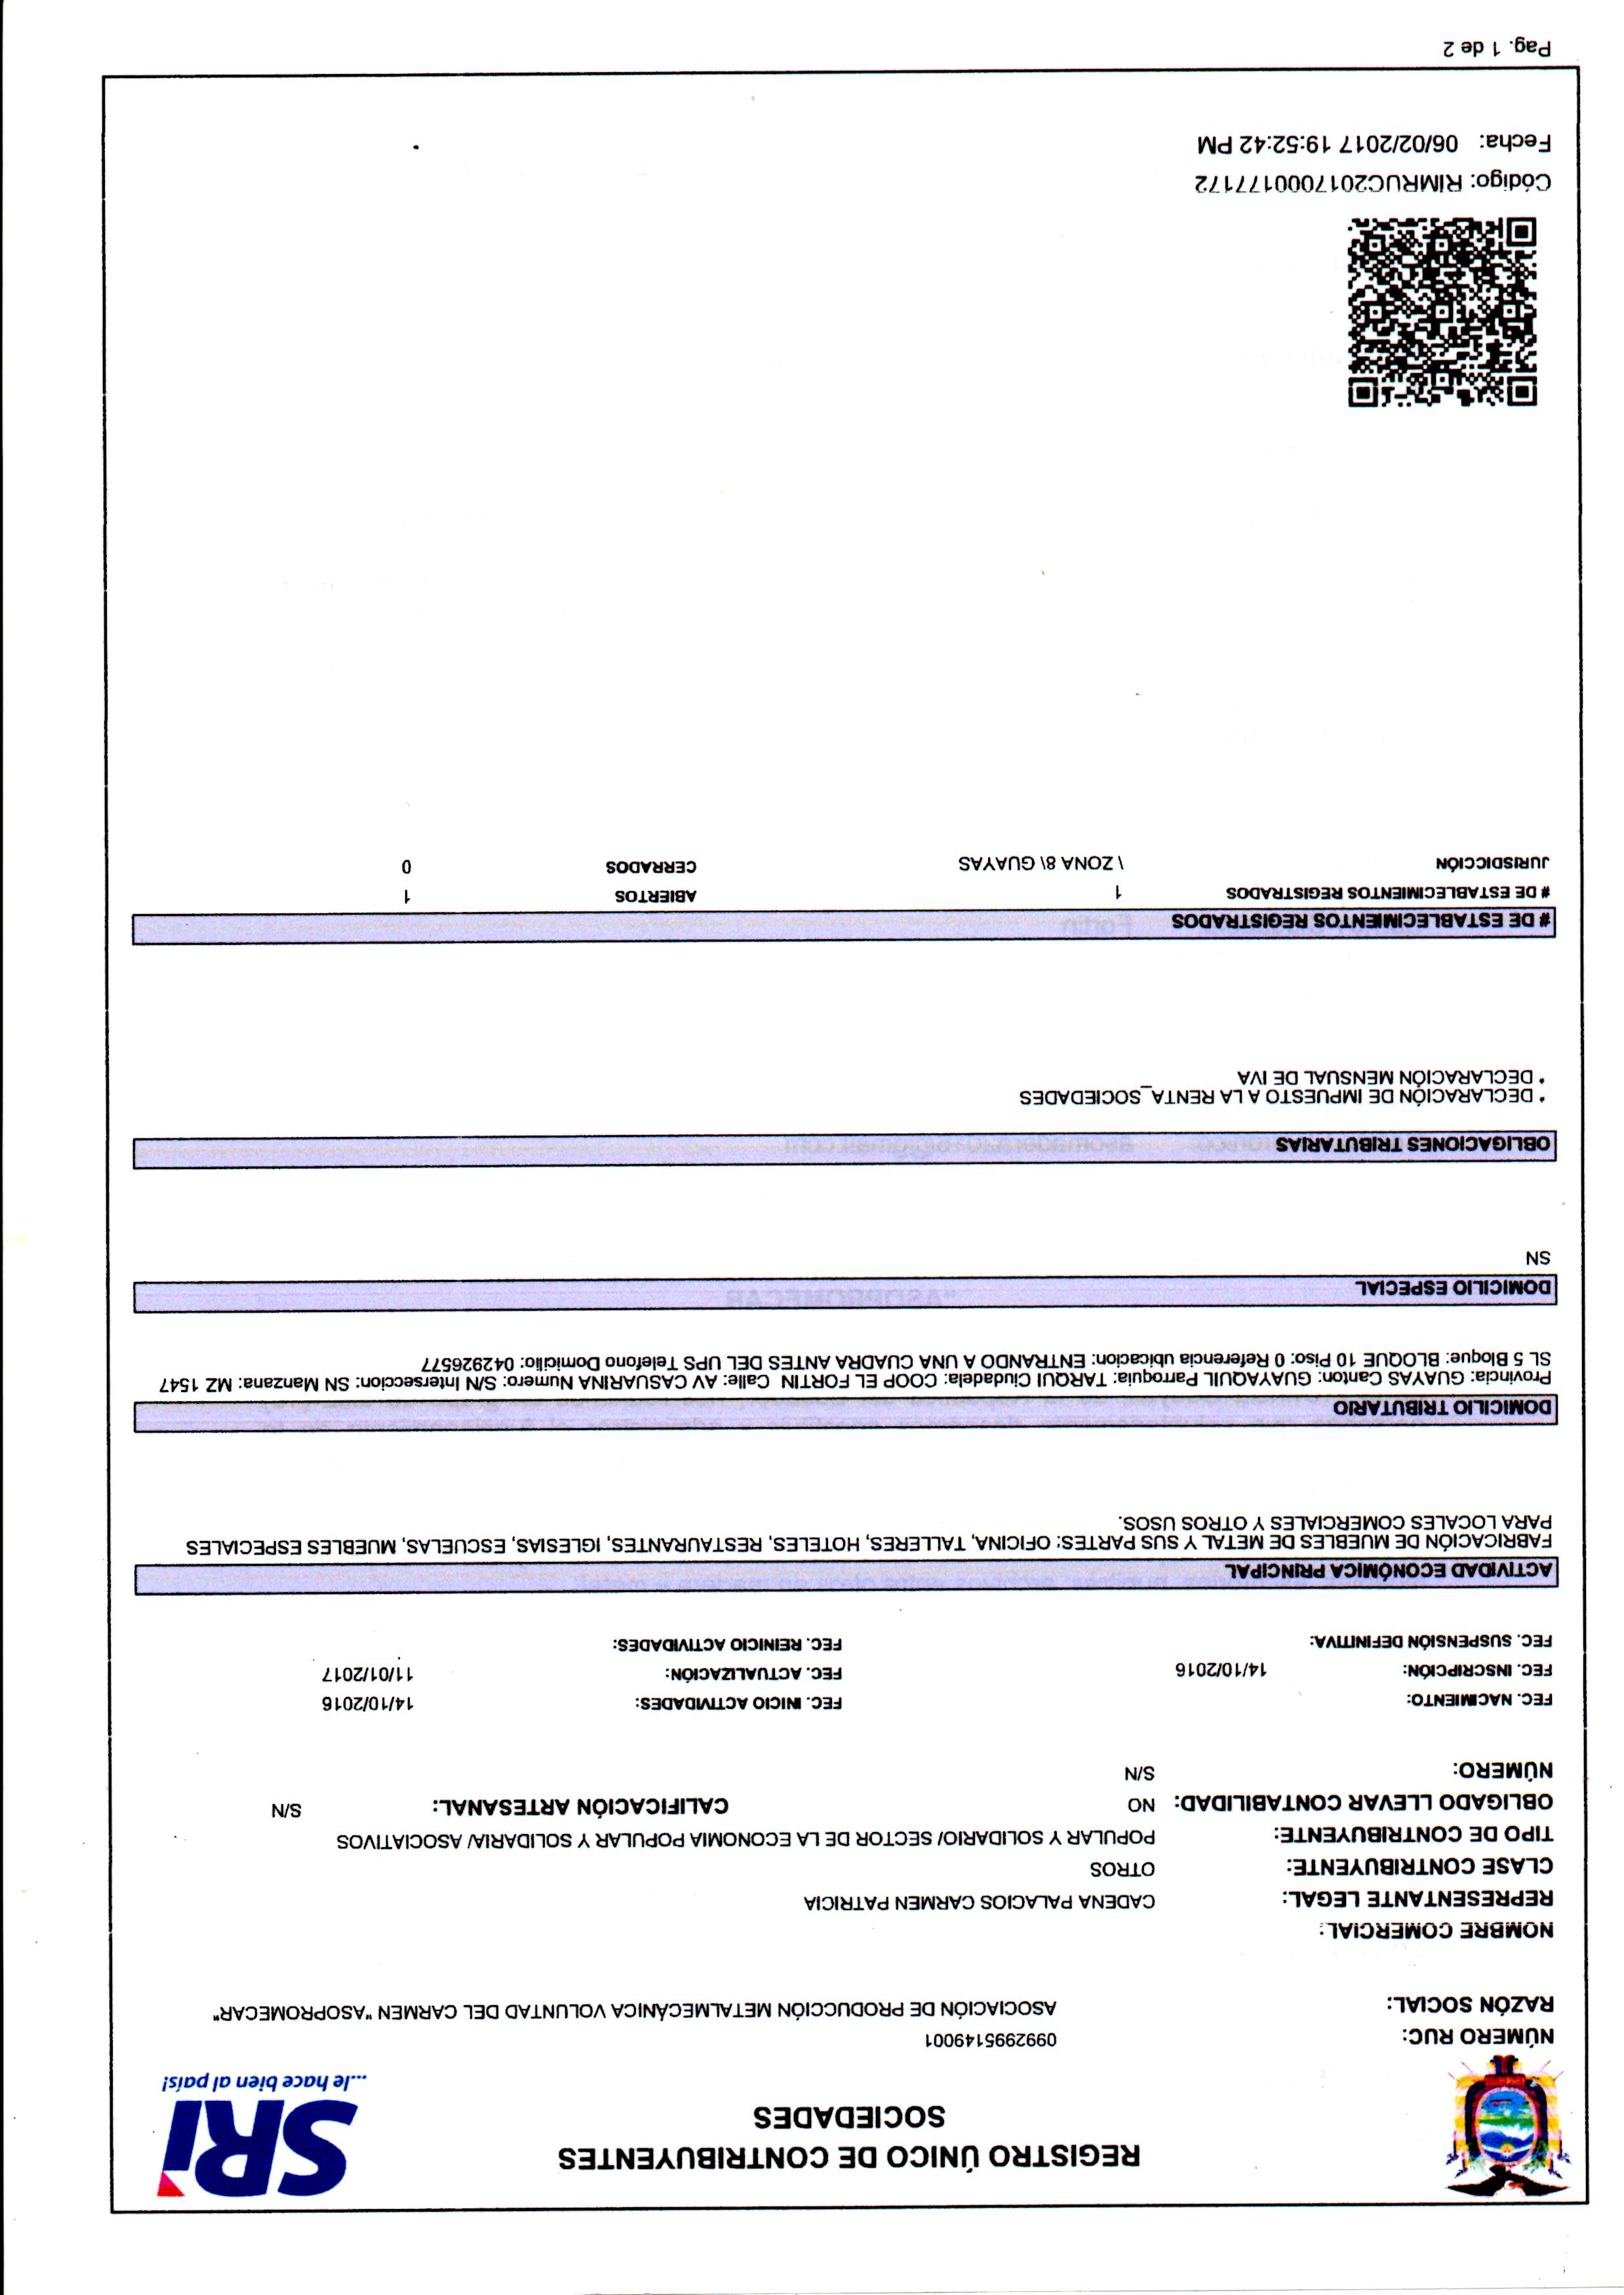 REGISTRO ÚNICO DE CONTRIBUYENTES
SOCIEDADES
SRi
...le hace bien al país!
NÚMERO RUC: 0992995149001
RAZÓN SOCIAL: ASOCIACIÓN DE PRODUCCIÓN METALMECÁNICA VOLUNTAD DEL CARMEN "ASOPROMECAR"
NOMBRE COMERCIAL:
REPRESENTANTE LEGAL: CADENA PALACIOS CARMEN PATRICIA
CLASE CONTRIBUYENTE: OTROS
TIPO DE CONTRIBUYENTE: POPULAR Y SOLIDARIO/ SECTOR DE LA ECONOMIA POPULAR Y SOLIDARIA/ ASOCIATIVOS
OBLIGADO LLEVAR CONTABILIDAD: NO CALIFICACIÓN ARTESANAL: S/N
NÚMERO: S/N
FEC. NACIMIENTO: FEC. INICIO ACTIVIDADES: 14/10/2016
FEC. INSCRIPCIÓN: 14/10/2016 FEC. ACTUALIZACIÓN: 11/01/2017
FEC. SUSPENSIÓN DEFINITIVA: FEC. REINICIO ACTIVIDADES:
ACTIVIDAD ECONÓMICA PRINCIPAL
FABRICACIÓN DE MUEBLES DE METAL Y SUS PARTES: OFICINA, TALLERES, HOTELES, RESTAURANTES, IGLESIAS, ESCUELAS, MUEBLES ESPECIALES
PARA LOCALES COMERCIALES Y OTROS USOS.
DOMICILIO TRIBUTARIO
Provincia: GUAYAS Canton: GUAYAQUIL Parroquia: TARQUI Ciudadela: COOP EL FORTIN Calle: AV CASUARINA Numero: S/N Interseccion: SN Manzana: MZ 1547
SL 5 Bloque: BLOQUE 10 Piso: 0 Referencia ubicacion: ENTRANDO A UNA CUADRA ANTES DEL UPS Telefono Domicilio: 042926577
DOMICILIO ESPECIAL
SN
OBLIGACIONES TRIBUTARIAS
* DECLARACIÓN DE IMPUESTO A LA RENTA_SOCIEDADES
* DECLARACIÓN MENSUAL DE IVA
# DE ESTABLECIMIENTOS REGISTRADOS
# DE ESTABLECIMIENTOS REGISTRADOS 1 ABIERTOS 1
JURISDICCIÓN \ ZONA 8\ GUAYAS CERRADOS 0
Código: RIMRUC2017000177172
Fecha: 06/02/2017 19:52:42 PM
Pag. 1 de 2